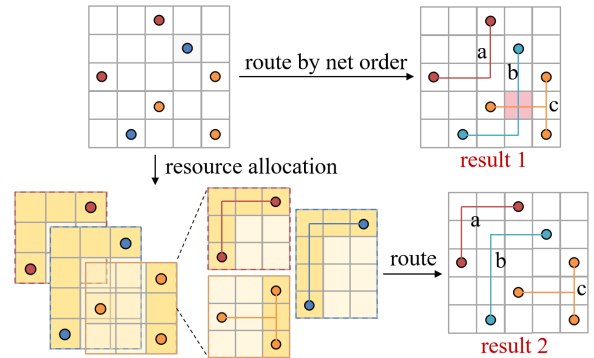 route by net order
a
b
c
result 1
resource allocation
route
a
b
c
result 2